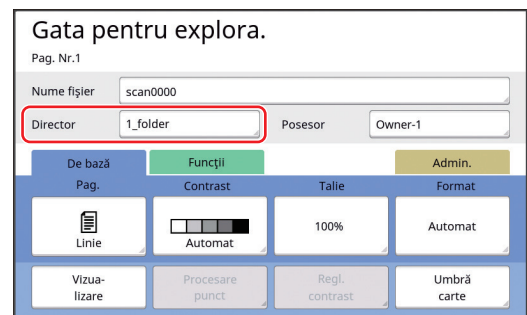 Gata pentru explora.
Pag. Nr.1
Nume fişier scan0000
Director 1_folder Posesor Owner-1
De bază Funcţii Admin.
Pag. Contrast Talie Format
Linie Automat 100% Automat
Vizua-
lizare
Procesare
punct
Regl.
contrast
Umbră
carte